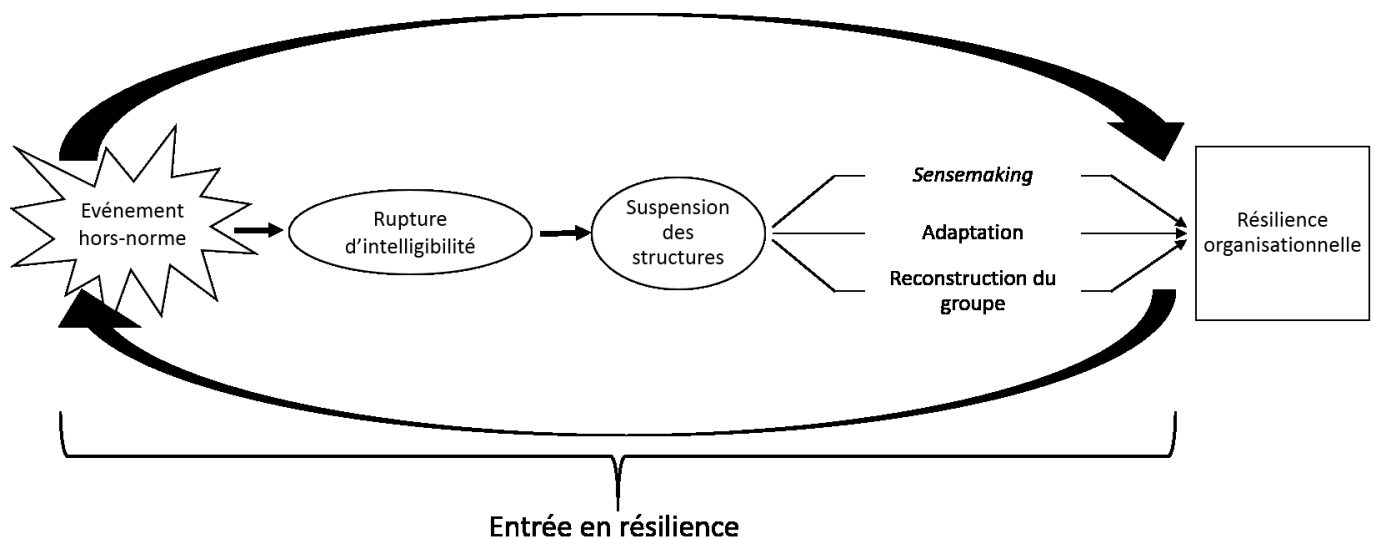 Evénement
hors-norme
Rupture
d’intelligibilité
Suspension
des
structures
Sensemaking
Adaptation
Reconstruction du
groupe
Résilience
organisationnelle
Entrée en résilience